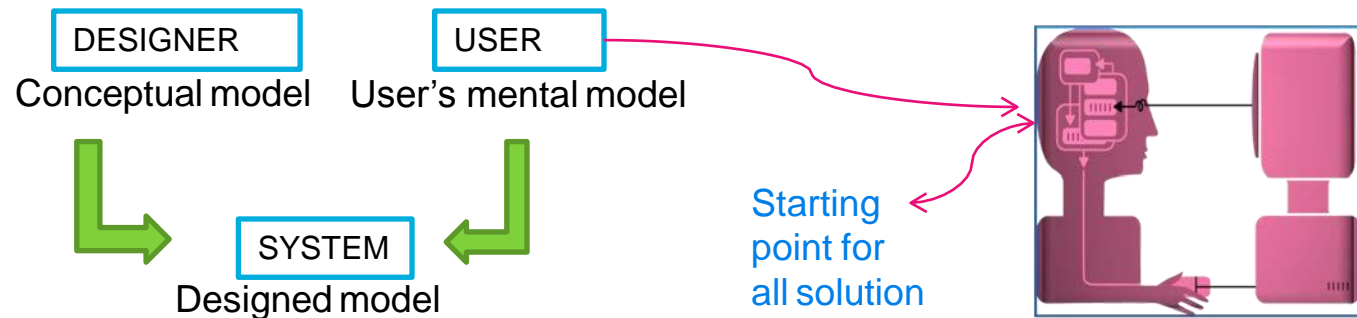 DESIGNER
USER
Conceptual model
User’s mental model
SYSTEM
Designed model
Starting
point for
all solution